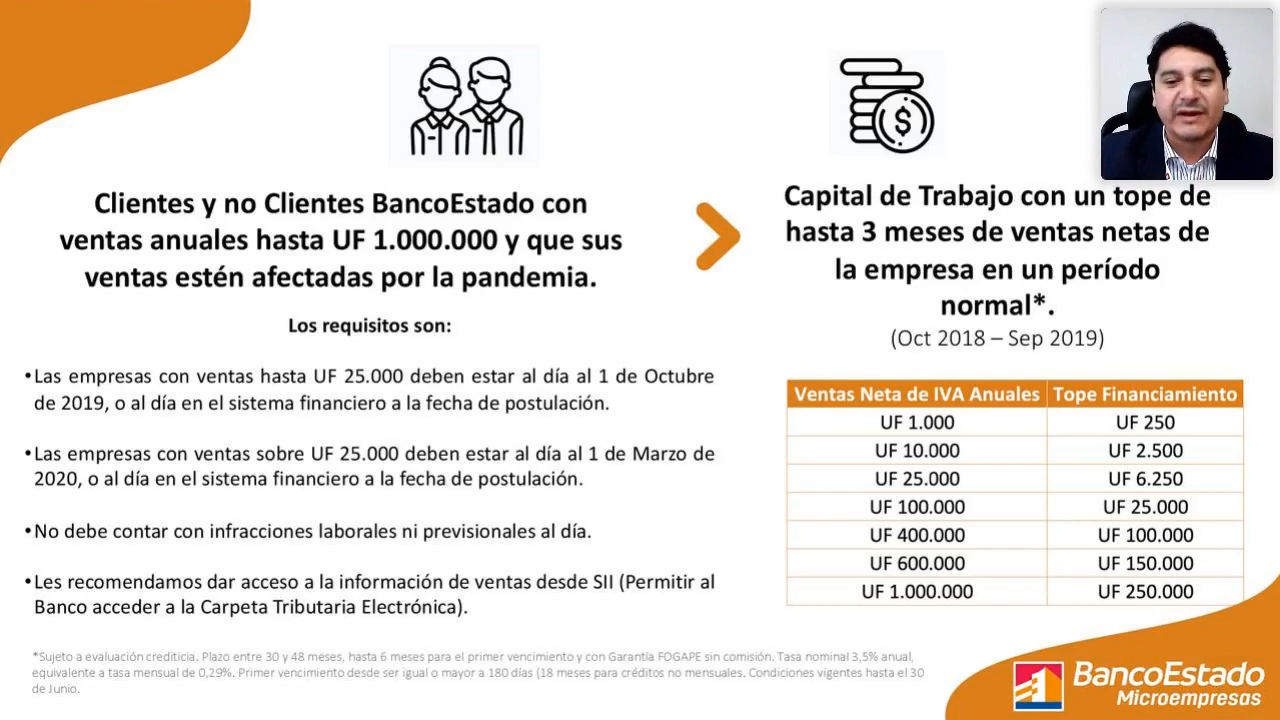 Clientes y no Clientes BancoEstado con
ventas anuales hasta UF 1.000.000 y que sus
ventas estén afectadas por la pandemia.
Los requisitos son:
•Las empresas con ventas hasta UF 25.000 deben estar al día al 1 de Octubre
de 2019, o al día en el sistema financiero a la fecha de postulación.
•Las empresas con ventas sobre UF 25.000 deben estar al día al 1 de Marzo de
2020, o al día en el sistema financiero a la fecha de postulación.
•No debe contar con infracciones laborales ni previsionales al día.
•Les recomendamos dar acceso a la información de ventas desde SII (Permitir al
Banco acceder a la Carpeta Tributaria Electrónica).
$
Capital de Trabajo con un tope de
hasta 3 meses de ventas netas de
la empresa en un período
normal*.
(Oct 2018 – Sep 2019)
Ventas Neta de IVA Anuales Tope Financiamiento
UF 1.000 UF 250
UF 10.000 UF 2.500
UF 25.000 UF 6.250
UF 100.000 UF 25.000
UF 400.000 UF 100.000
UF 600.000 UF 150.000
UF 1.000.000 UF 250.000
*Sujeto a evaluación crediticia. Plazo entre 30 y 48 meses, hasta 6 meses para el primer vencimiento y con Garantía FOGAPE sin comisión. Tasa nominal 3,5% anual,
equivalente a tasa mensual de 0,29%. Primer vencimiento desde ser igual o mayor a 180 días (18 meses para créditos no mensuales. Condiciones vigentes hasta el 30
de Junio.
BancoEstado
Microempresas